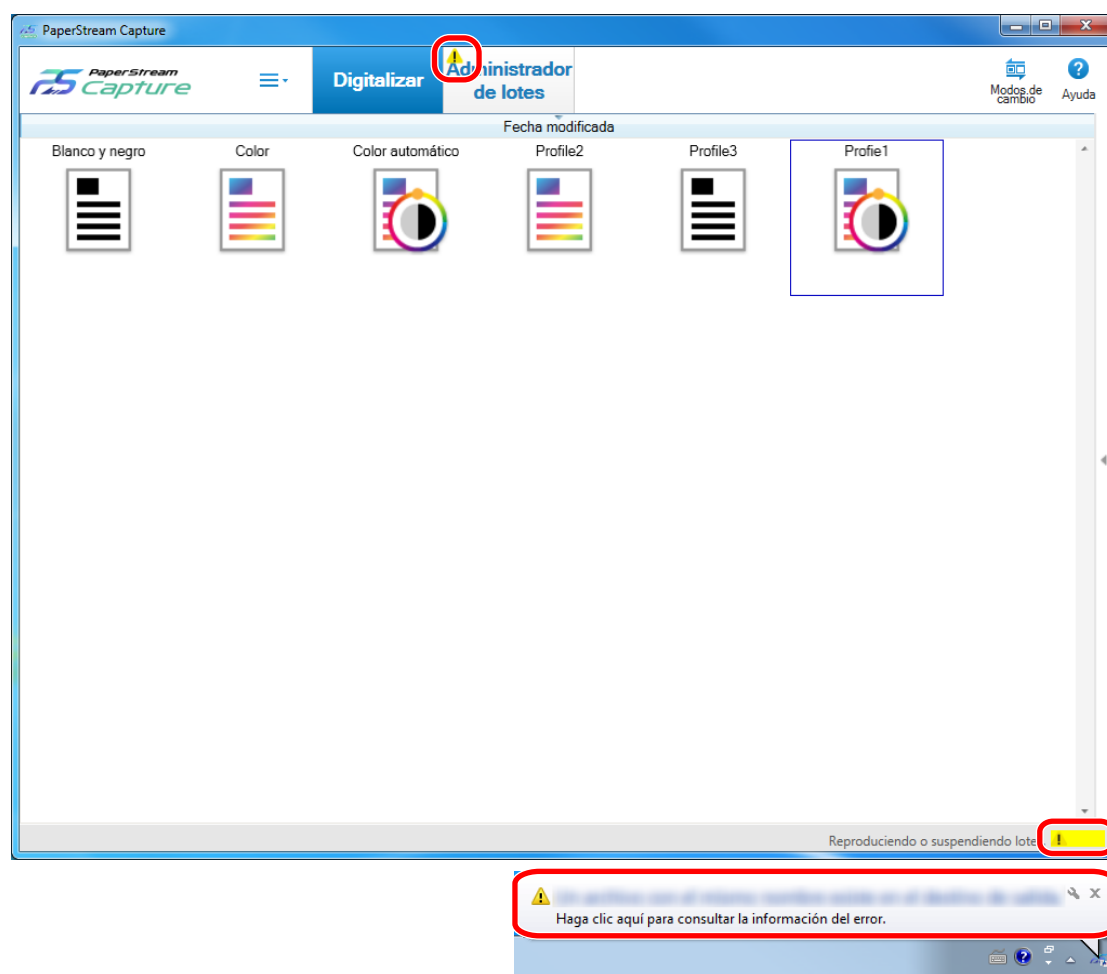 PaperStream Capture
PaperStream
Capture
Digitalizar
Administrador
de lotes
Modos de
cambio
Ayuda
Fecha modificada
Blanco y negro
Color
Color automático
Profile2
Profile3
Profie1
Reproduciendo o suspendiendo lote
Haga clic aquí para consultar la información del error.